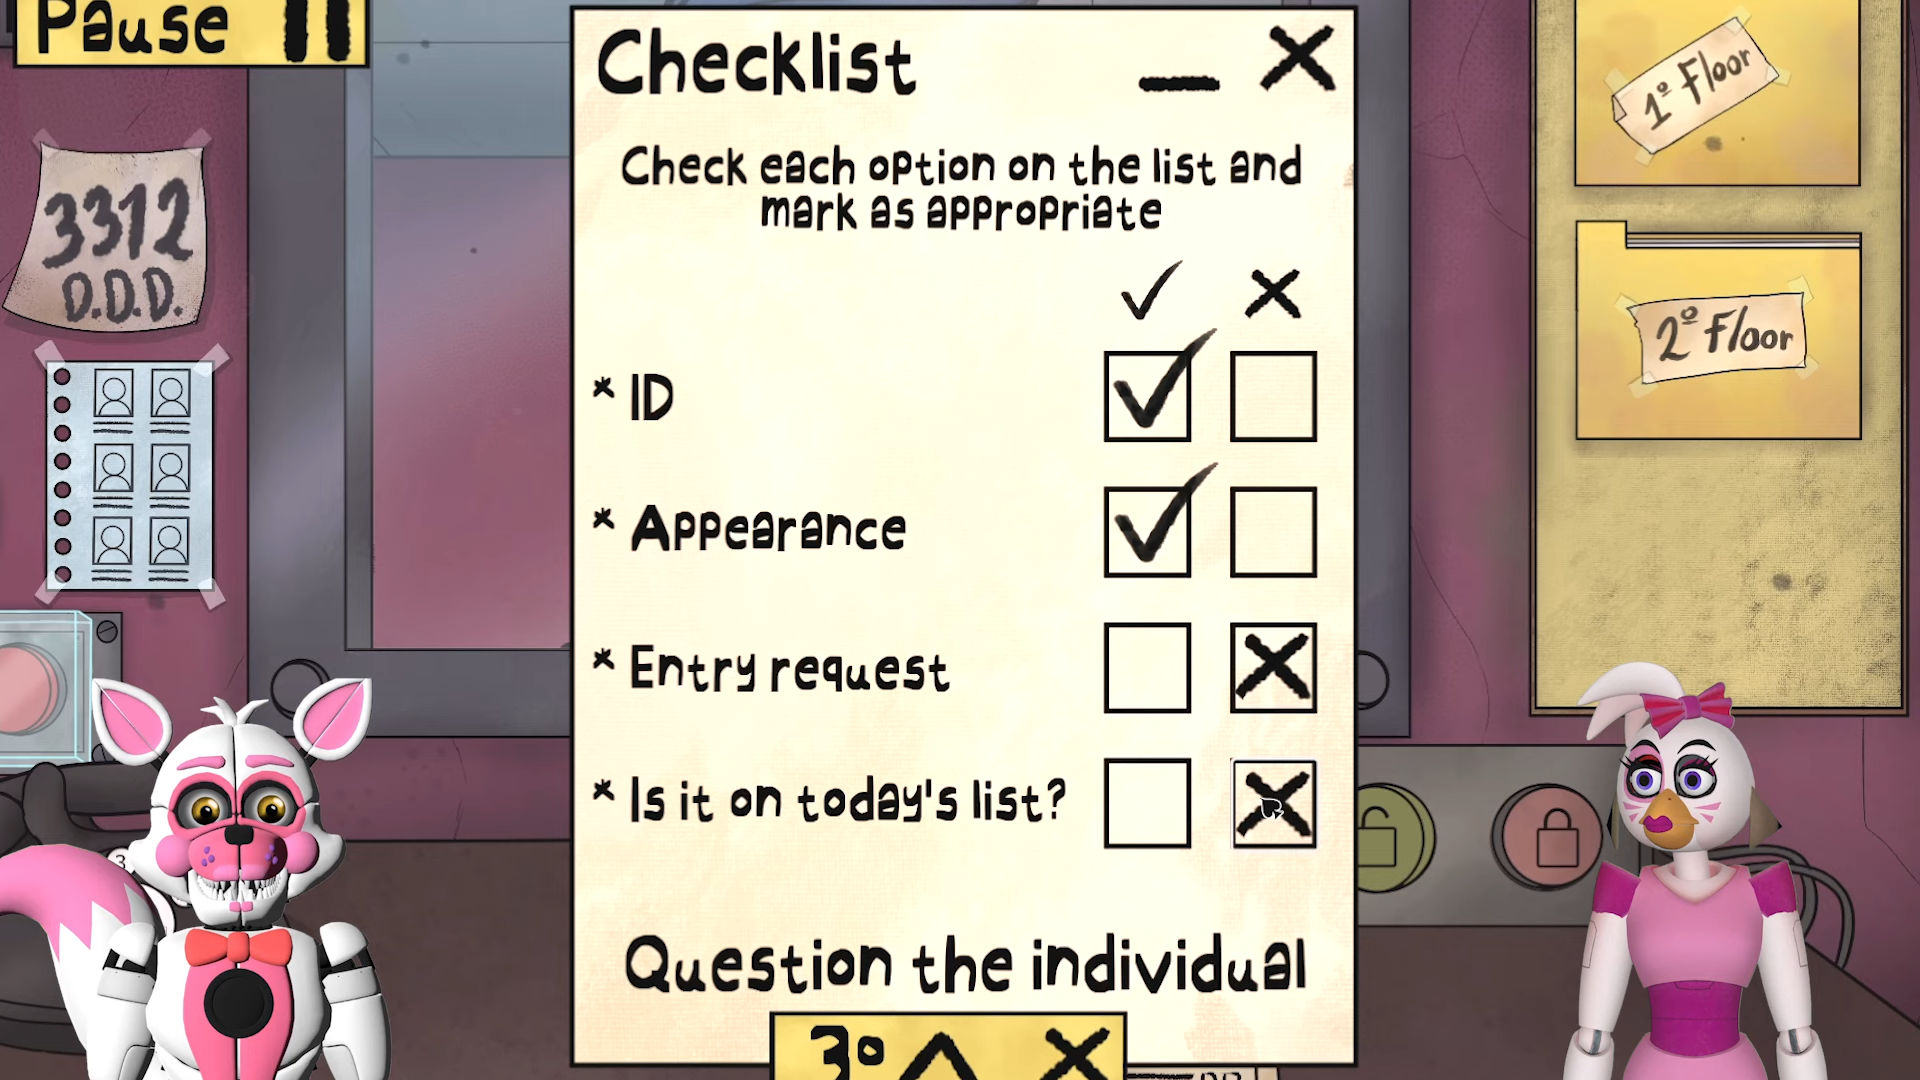 Pause
3312
D.D.D.
Checklist
Check each option on the list and
mark as appropriate
* ID
* Appearance
* Entry request
* Is it on today's list?
Question the individual
3º
1º Floor
2º Floor